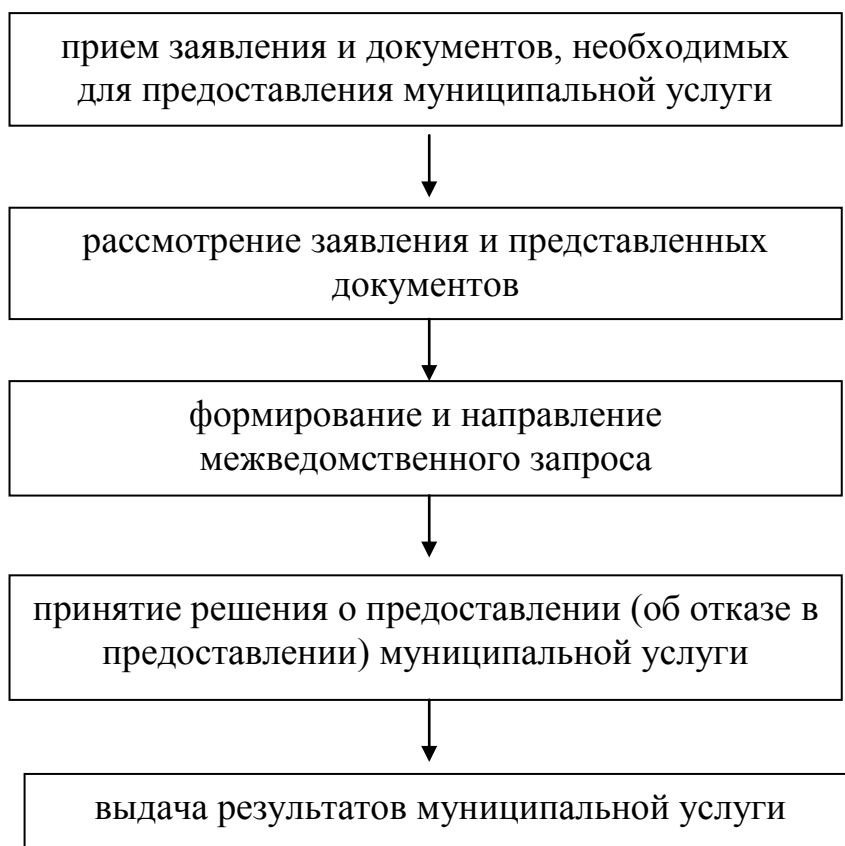 прием заявления и документов, необходимых
для предоставления муниципальной услуги
рассмотрение заявления и представленных
документов
формирование и направление
межведомственного запроса
принятие решения о предоставлении (об отказе в
предоставлении) муниципальной услуги
выдача результатов муниципальной услуги